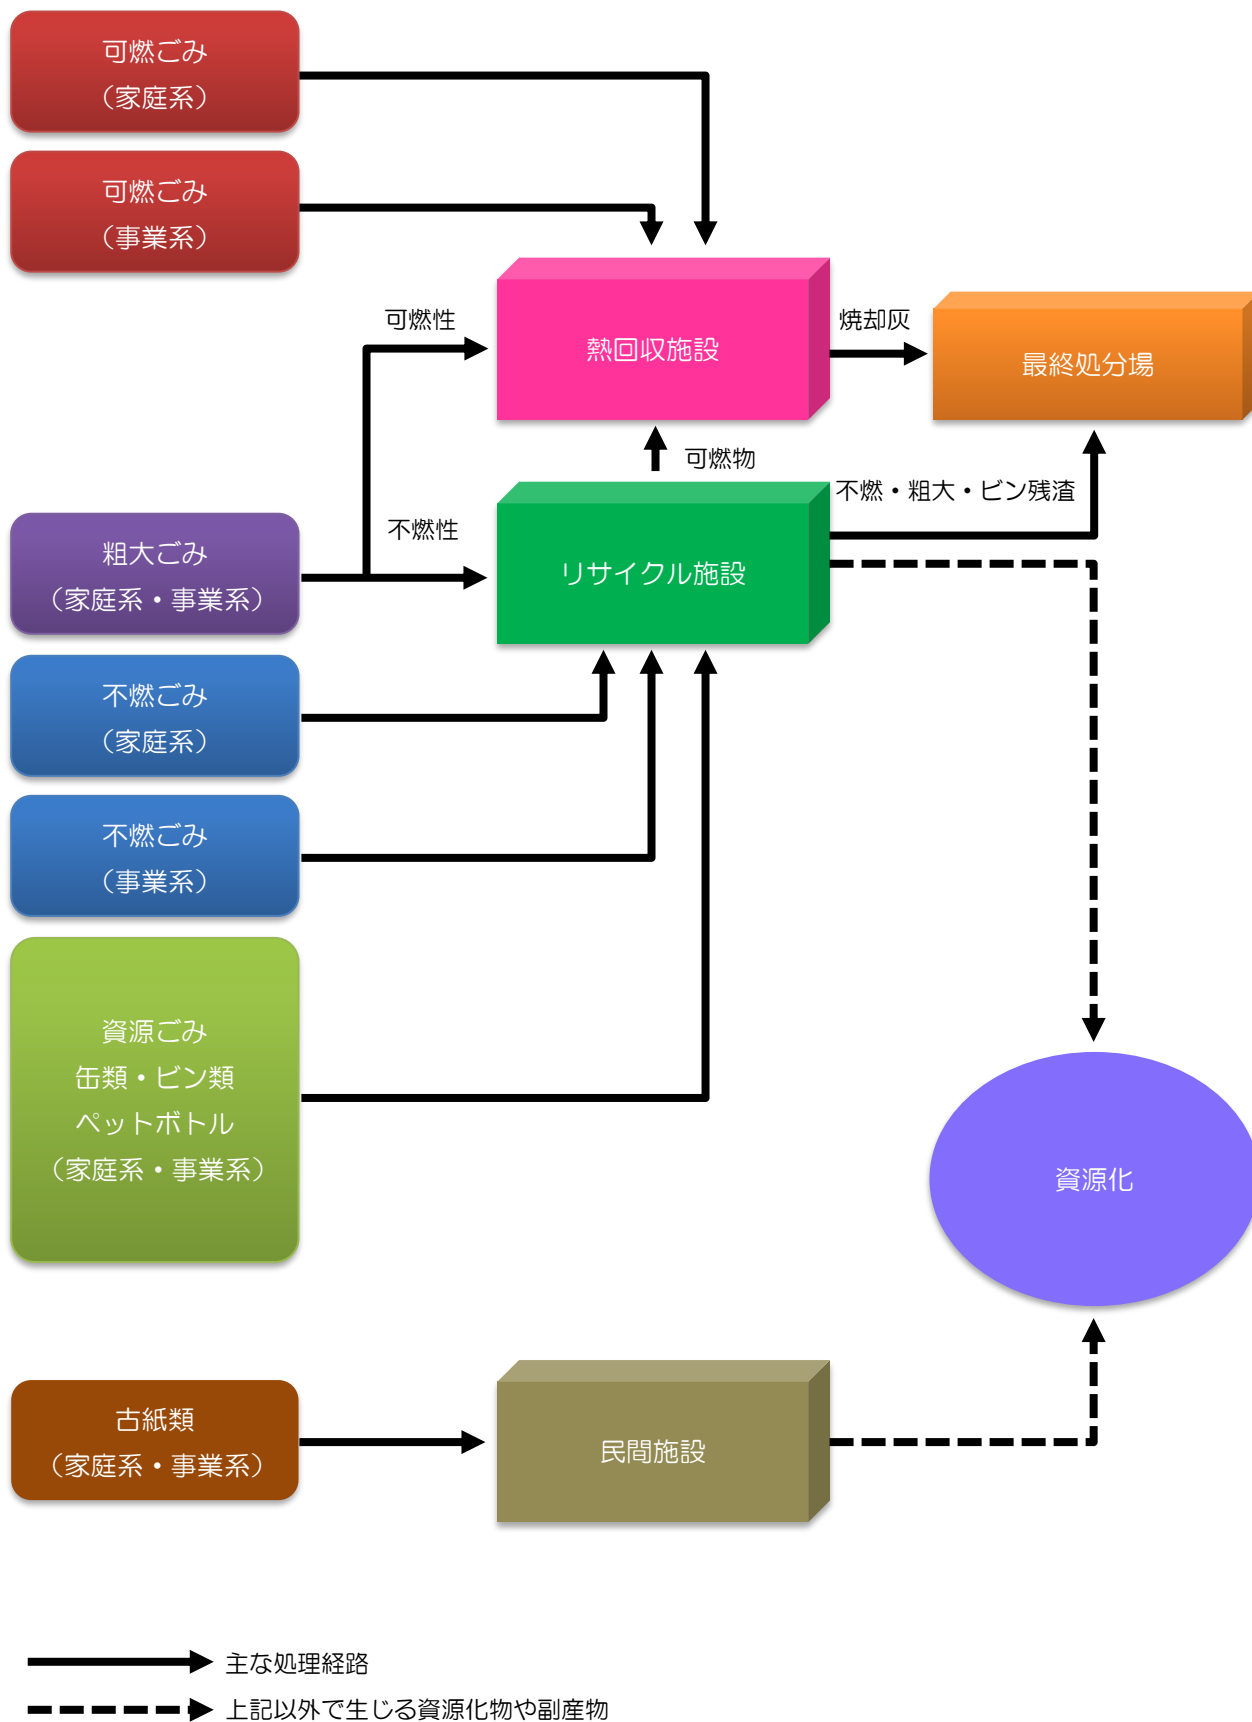 可燃ごみ
（家庭系）
可燃ごみ
（事業系）
可燃性
熱回収施設
焼却灰
最終処分場
可燃物
不燃・粗大・ビン残渣
不燃性
粗大ごみ
（家庭系・事業系）
リサイクル施設
不燃ごみ
（家庭系）
不燃ごみ
（事業系）
資源ごみ
缶類・ビン類
ペットボトル
（家庭系・事業系）
資源化
古紙類
（家庭系・事業系）
民間施設
主な処理経路
上記以外で生じる資源化物や副産物